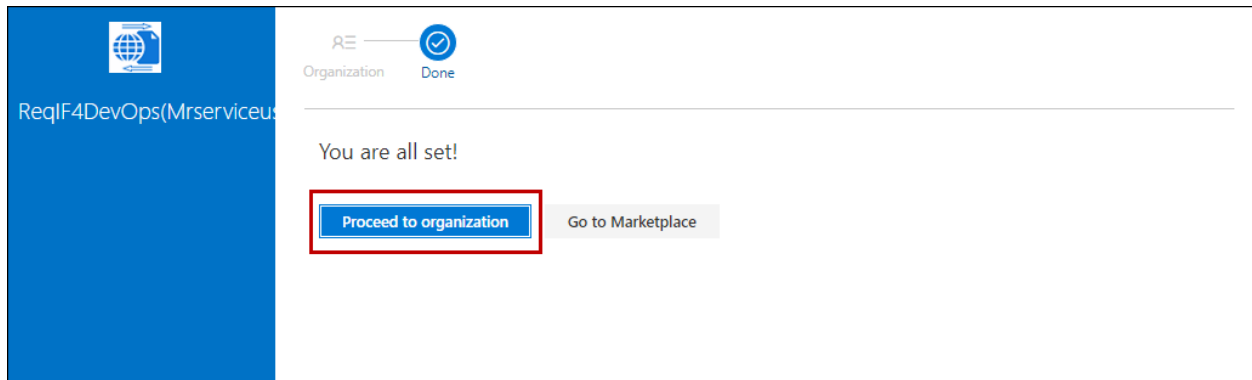 Organization
Done
ReqIF4DevOps(Mrserviceus
You are all set!
Proceed to organization
Go to Marketplace